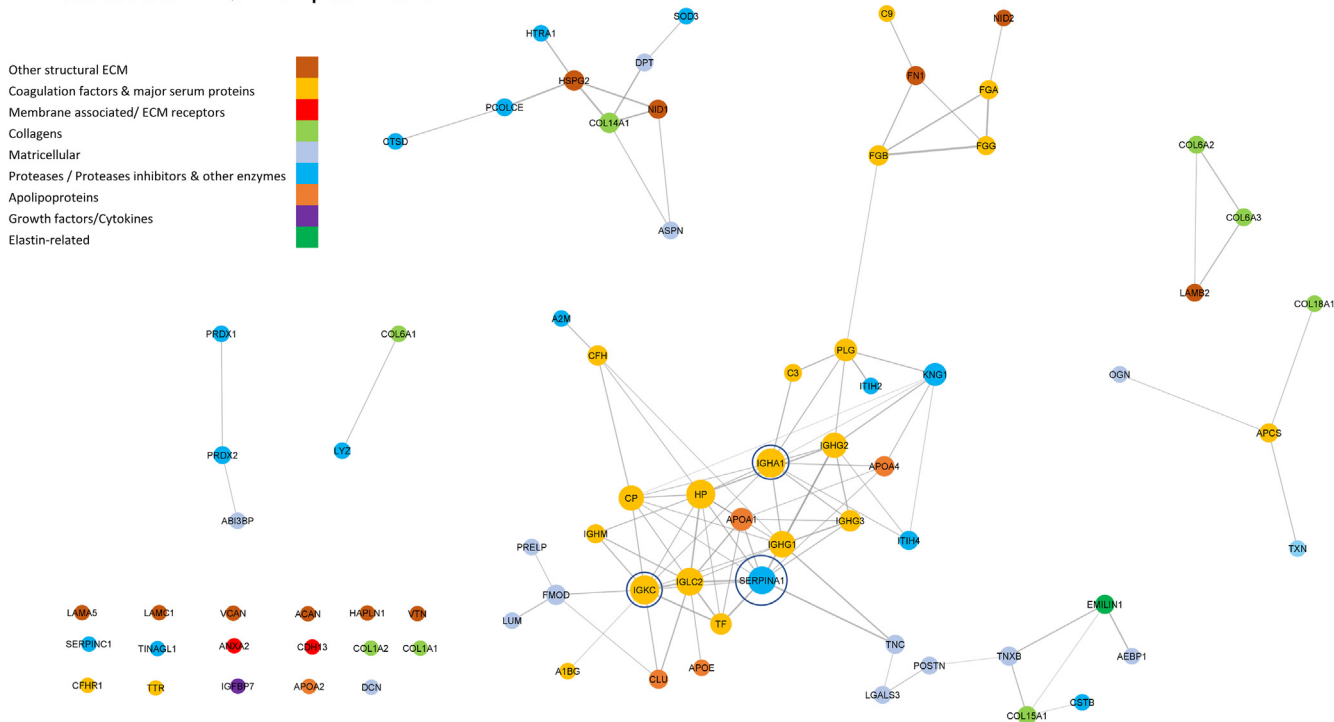 Other structural ECM
Coagulation factors & major serum proteins
Membrane associated/ ECM receptors
Collagens
Matricellular
Proteases / Proteases inhibitors & other enzymes
Apolipoproteins
Growth factors/Cytokines
Elastin-related
SOD3
HTRA1
DPT
HSPG2
PCOLCE
NID1
COL14A1
CTSD
ASPN
C9
NID2
FN1
FGA
FGB
FGG
COL6A2
COL6A3
LAMB2
COL18A1
OGN
APCS
TXN
PRDX1
PRDX2
ABI3BP
COL6A1
LYZ
A2M
CFH
PLG
C3
ITIH2
KNG1
IGHG2
IGHA1
APOA4
CP
HP
APOA1
IGHG3
IGHM
IGHG1
ITIH4
PRELP
FMOD
IGKC
IGLC2
SERPINA1
LUM
TF
A1BG
CLU
APOE
TNC
POSTN
LGALS3
EMILIN1
TNXB
AEBP1
CSTB
COL15A1
LAMA5 LAMC1 VCAN ACAN HAPLN1 VTN
SERPINC1 TINAGL1 ANXA2 CDH13 COL1A2 COL1A1
CFHR1 TTR IGFBP7 APOA2 DCN